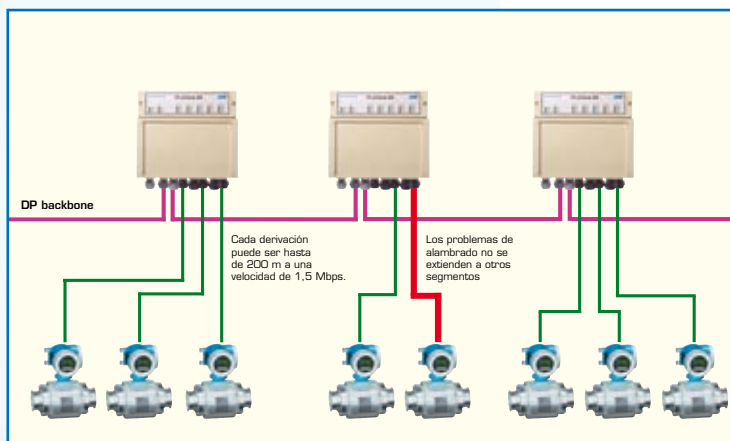 DP backbone
Cada derivación
puede ser hasta
de 200 m a una
velocidad de 1,5 Mbps.
Los problemas de
alambrado no se
extienden a otros
segmentos